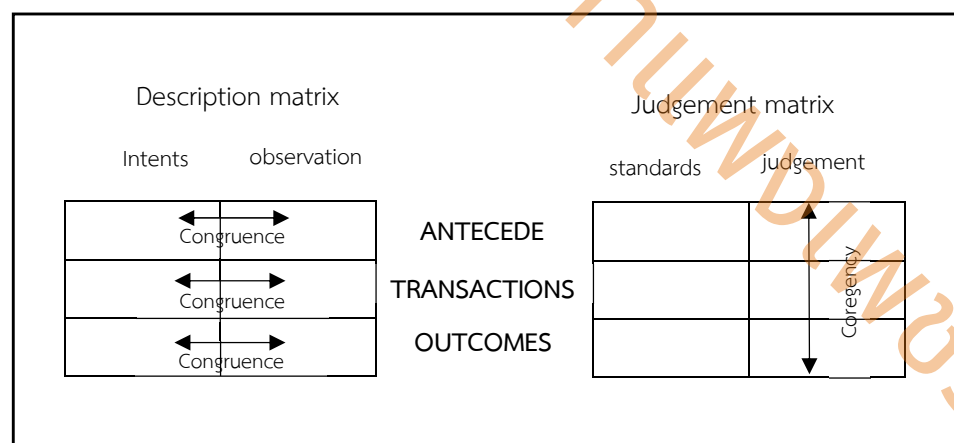 Description matrix
Judgement matrix
Intents observation
standards judgement
Congruence
ANTECEDE
Congruence
TRANSACTIONS
Congruence
OUTCOMES
Coregency